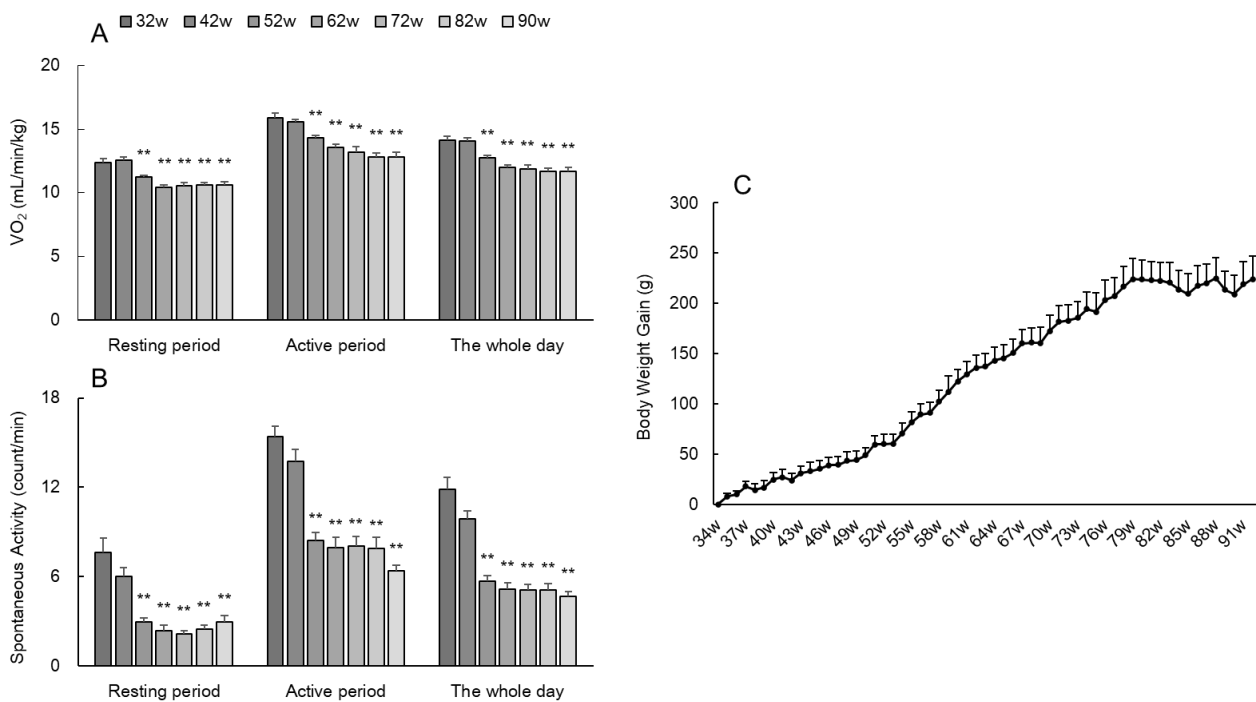 32w 42w 52w 62w 72w 82w 90w
A
VO2 (mL/min/kg)
20
15
10
5
0
** ** ** ** **
** ** ** ** **
** ** ** ** **
Resting period Active period The whole day
B
Spontaneous Activity (count/min)
18
12
6
0
** ** ** ** **
** ** ** ** **
** ** ** ** **
Resting period Active period The whole day
C
Body Weight Gain (g)
300
250
200
150
100
50
0
34w 37w 40w 43w 46w 49w 52w 55w 58w 61w 64w 67w 70w 73w 76w 79w 82w 85w 88w 91w